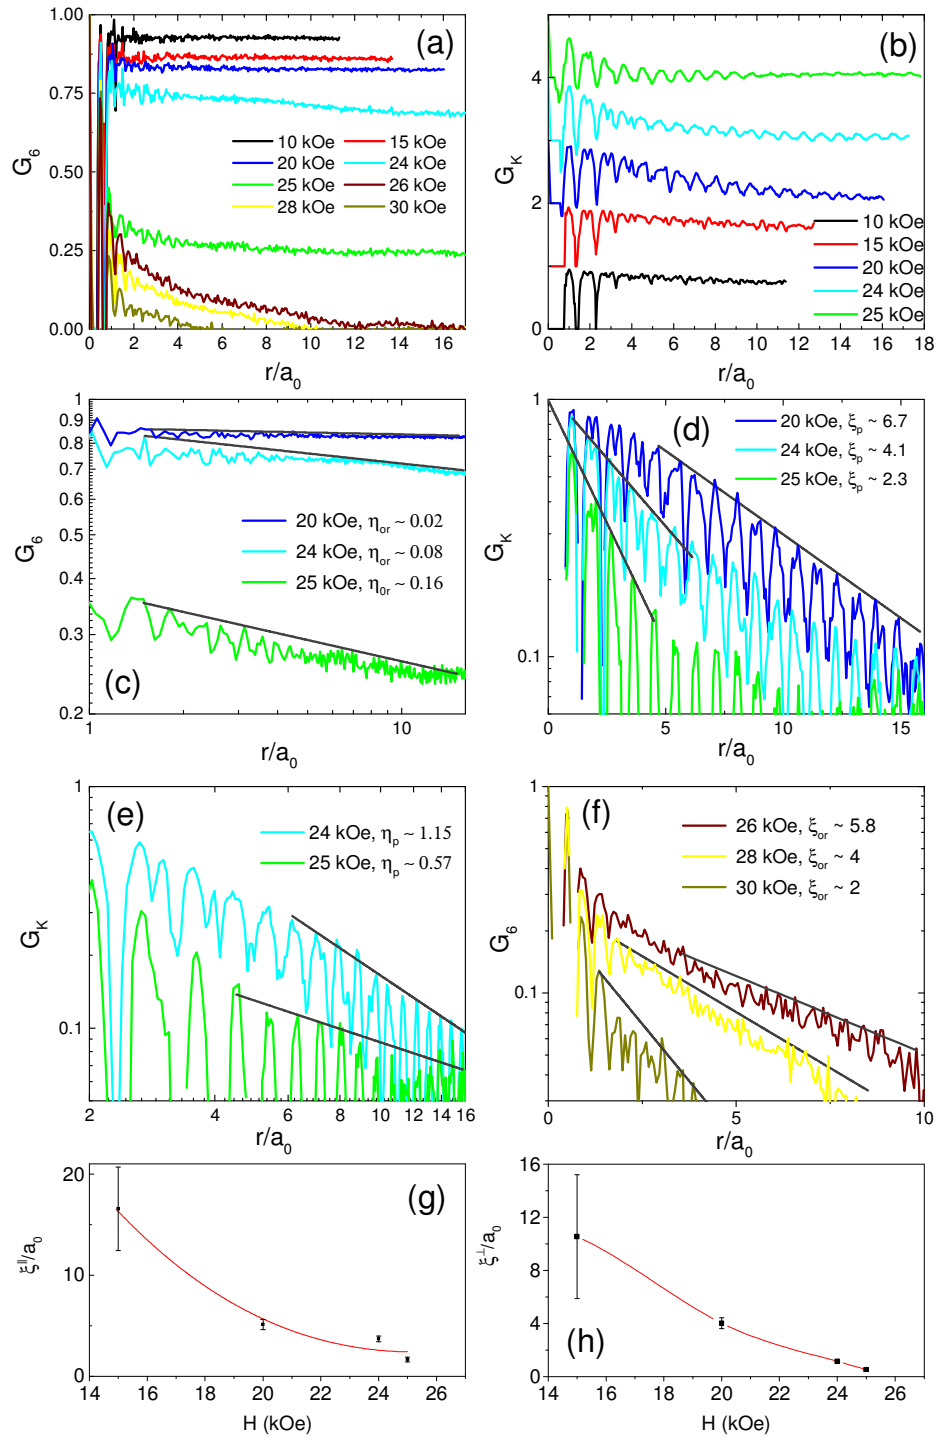 (a)
1.00
0.75
0.50
0.25
0.00
G6
10 kOe 15 kOe
20 kOe 24 kOe
25 kOe 26 kOe
28 kOe 30 kOe
0 2 4 6 8 10 12 14 16
r/a0
(b)
4
2
0
GK
10 kOe
15 kOe
20 kOe
24 kOe
25 kOe
0 2 4 6 8 10 12 14 16 18
r/a0
0.9
0.8
0.7
0.6
0.5
0.4
0.3
0.2
G6
20 kOe, ηor ~ 0.02
24 kOe, ηor ~ 0.08
25 kOe, η0r ~ 0.16
(c)
1 10
r/a0
(d)
1
0.1
GK
20 kOe, ξp ~ 6.7
24 kOe, ξp ~ 4.1
25 kOe, ξp ~ 2.3
0 5 10 15
r/a0
(e)
1
0.1
GK
24 kOe, ηp ~ 1.15
25 kOe, ηp ~ 0.57
2 4 6 8 10 12 14 16
r/a0
(f)
1
0.1
G6
26 kOe, ξor ~ 5.8
28 kOe, ξor ~ 4
30 kOe, ξor ~ 2
0 5 10
r/a0
(g)
20
10
0
ξ||/a0
14 16 18 20 22 24 26
H (kOe)
16
12
8
4
0
ξ⊥/a0
(h)
14 16 18 20 22 24 26
H (kOe)